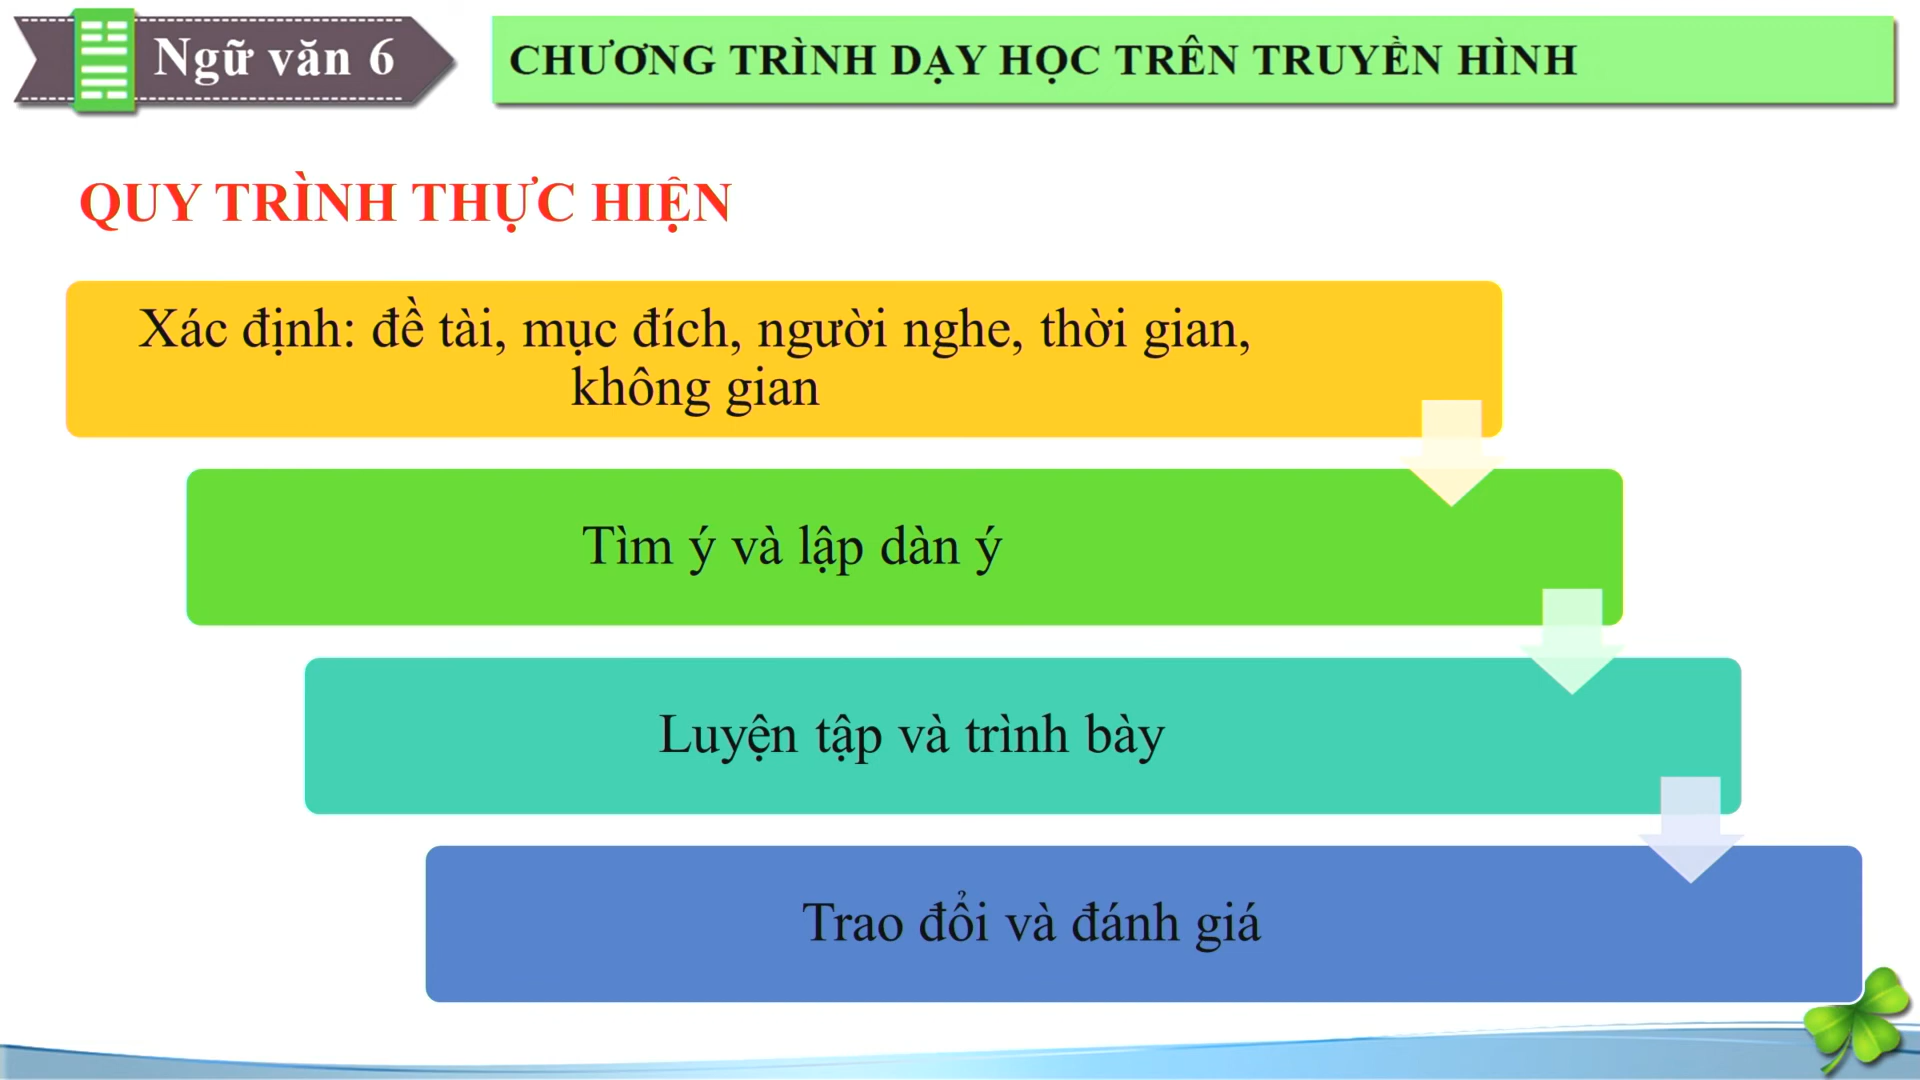 Ngữ văn 6
CHƯƠNG TRÌNH DẠY HỌC TRÊN TRUYỀN HÌNH
QUY TRÌNH THỰC HIỆN
Xác định: đề tài, mục đích, người nghe, thời gian,
không gian
Tìm ý và lập dàn ý
Luyện tập và trình bày
Trao đổi và đánh giá